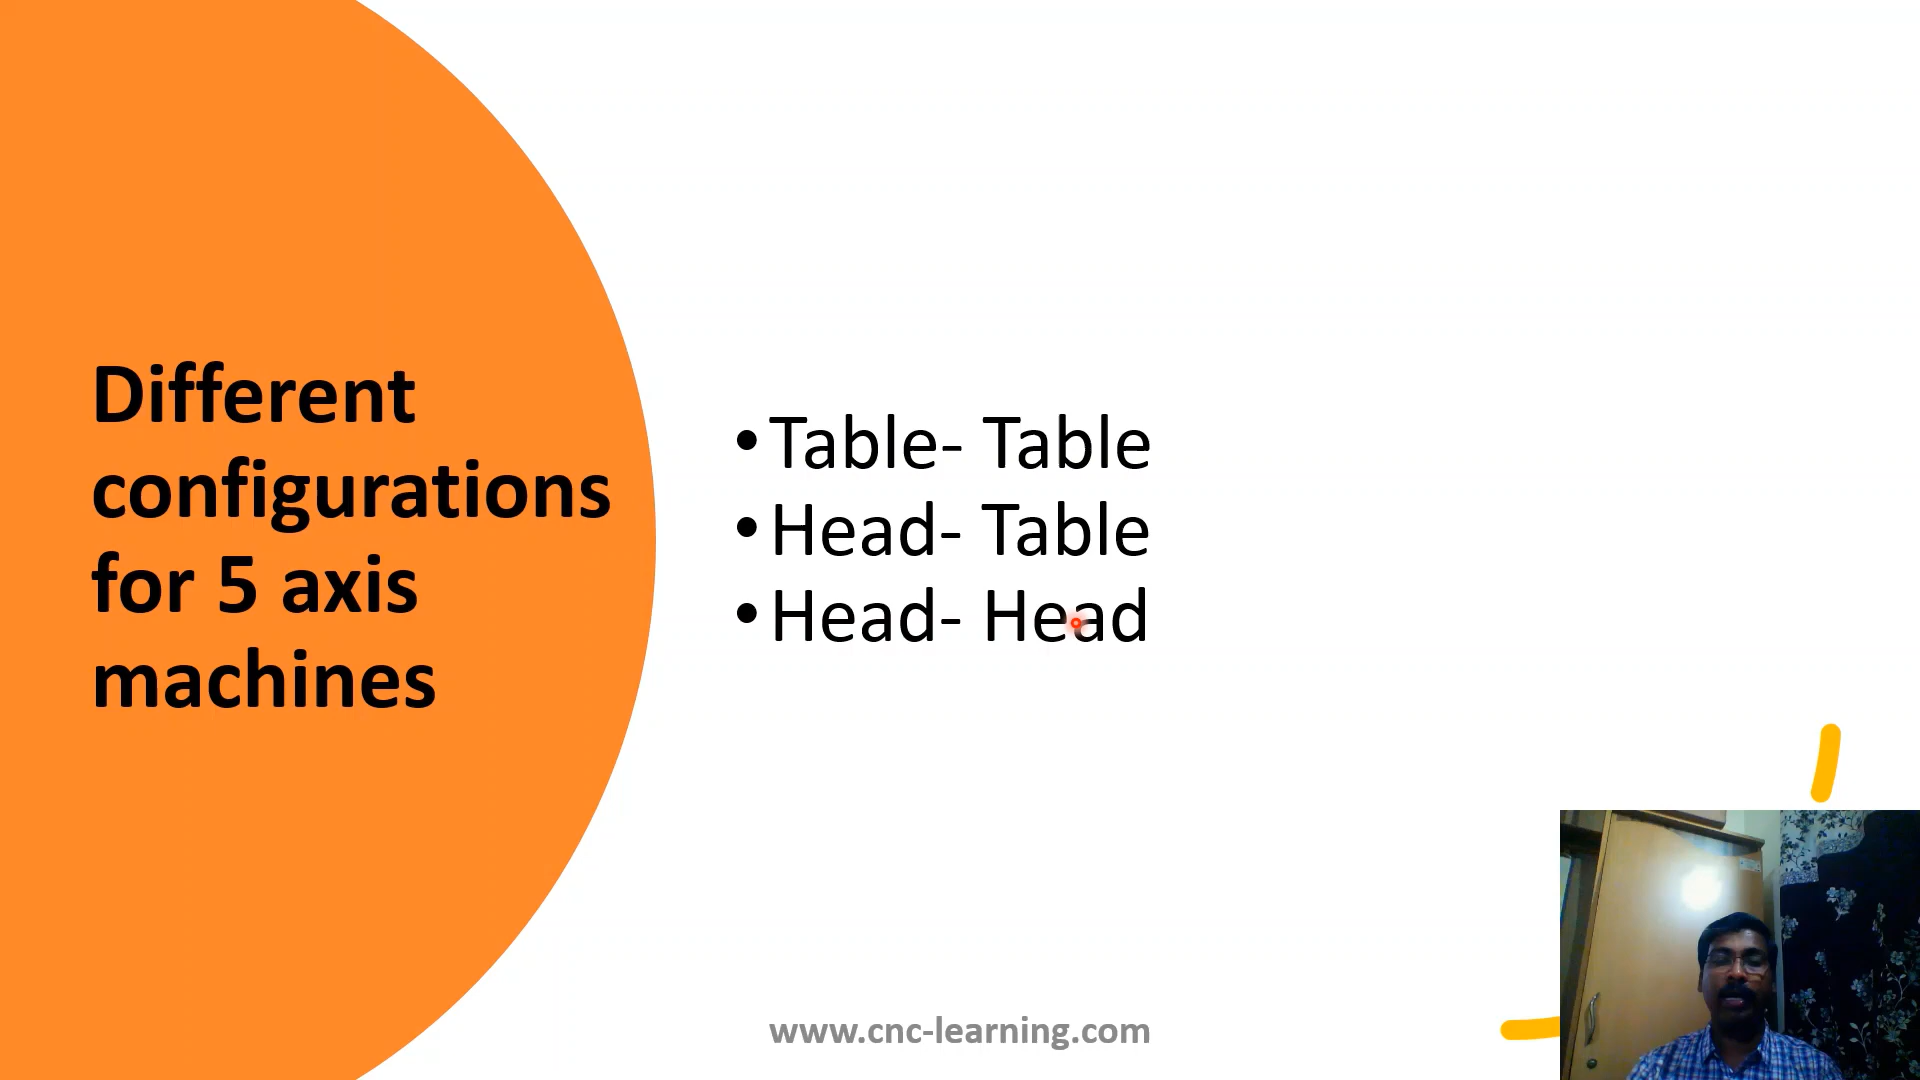 Different
configurations
for 5 axis
machines
•Table- Table
•Head- Table
•Head- Head
www.cnc-learning.com